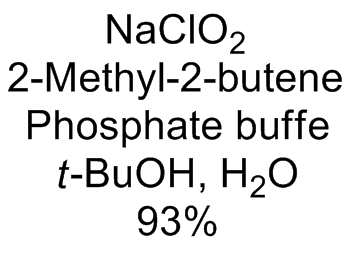 NaClO₂
2-Methyl-2-butene
Phosphate buffe
t-BuOH, H₂O
93%